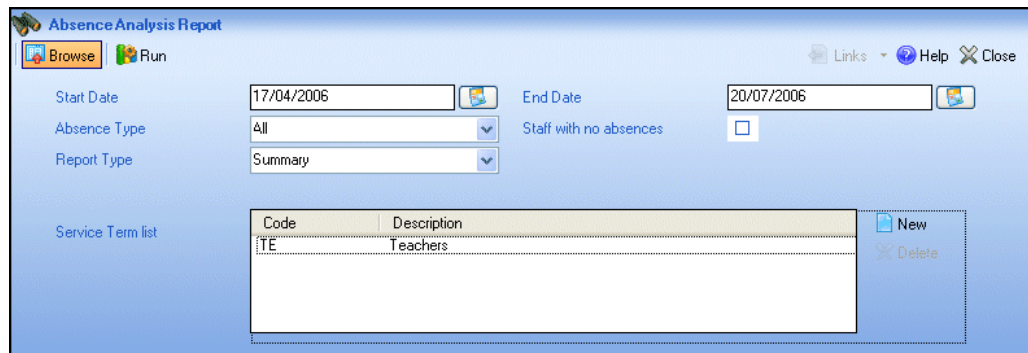 Absence Analysis Report
Browse Run Links Help Close
Start Date 17/04/2006 End Date 20/07/2006
Absence Type All Staff with no absences
Report Type Summary
Service Term list Code Description New
TE Teachers Delete